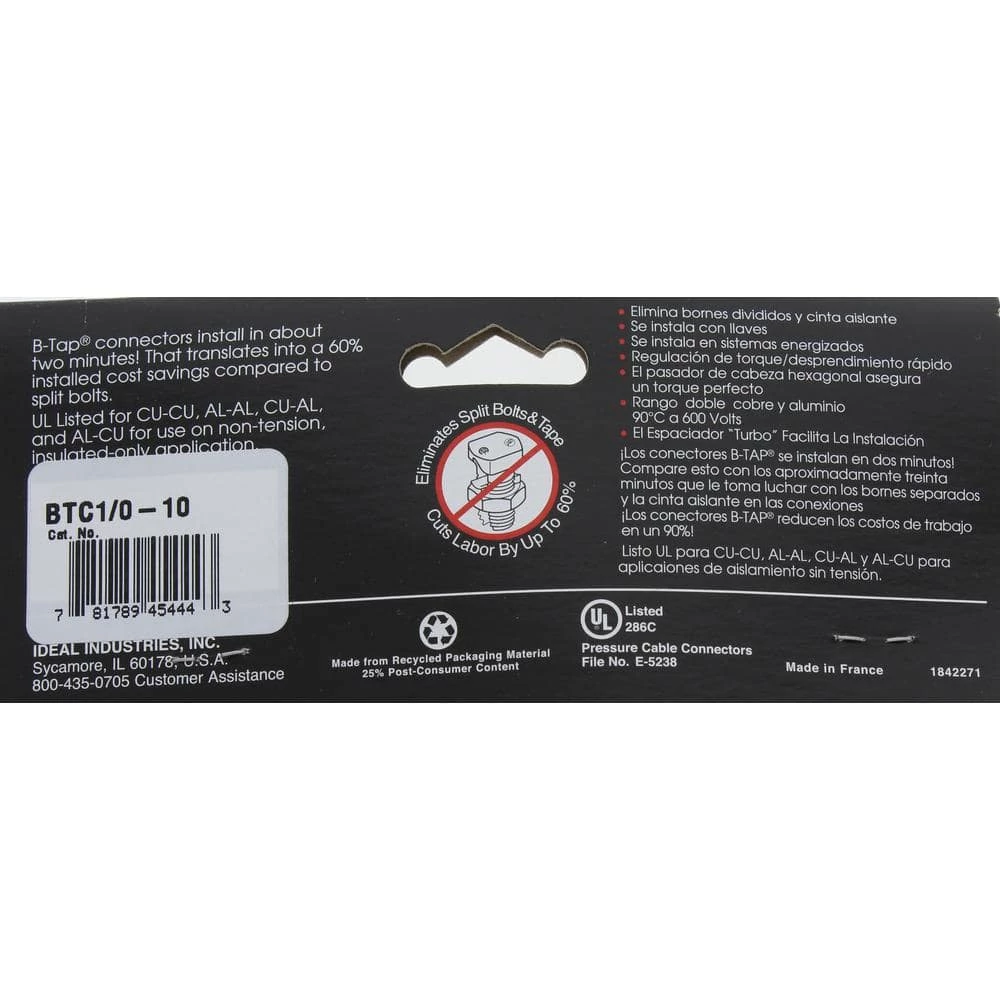 B-Tap® connectors install in about
two minutes! That translates into a 60%
installed cost savings compared to
split bolts.
UL Listed for CU-CU, AL-AL, CU-AL,
and AL-CU for use on non-tension,
insulated-only application.
BTC1/0-10
Cat. No.
7 81789 45444 3
IDEAL INDUSTRIES, INC.
Sycamore, IL 60178, U.S.A.
800-435-0705 Customer Assistance
Eliminates Split Bolts & Tape
Cuts Labor By Up To 60%
Made from Recycled Packaging Material
25% Post-Consumer Content
• Elimina bornes divididos y cinta aislante
• Se instala con llaves
• Se instala en sistemas energizados
• Regulación de torque/desprendimiento rápido
• El pasador de cabeza hexagonal asegura
un torque perfecto
• Rango doble cobre y aluminio
90°C a 600 Volts
• El Espaciador "Turbo" Facilita La Instalación
¡Los conectores B-TAP® se instalan en dos minutos!
Compare esto con los aproximadamente treinta
minutos que le toma luchar con los bornes separados
y la cinta aislante en las conexiones
¡Los conectores B-TAP® reducen los costos de trabajo
en un 90%!
Listo UL para CU-CU, AL-AL, CU-AL y AL-CU para
aplicaiones de aislamiento sin tensión.
UL
Listed
286C
Pressure Cable Connectors
File No. E-5238
Made in France
1842271